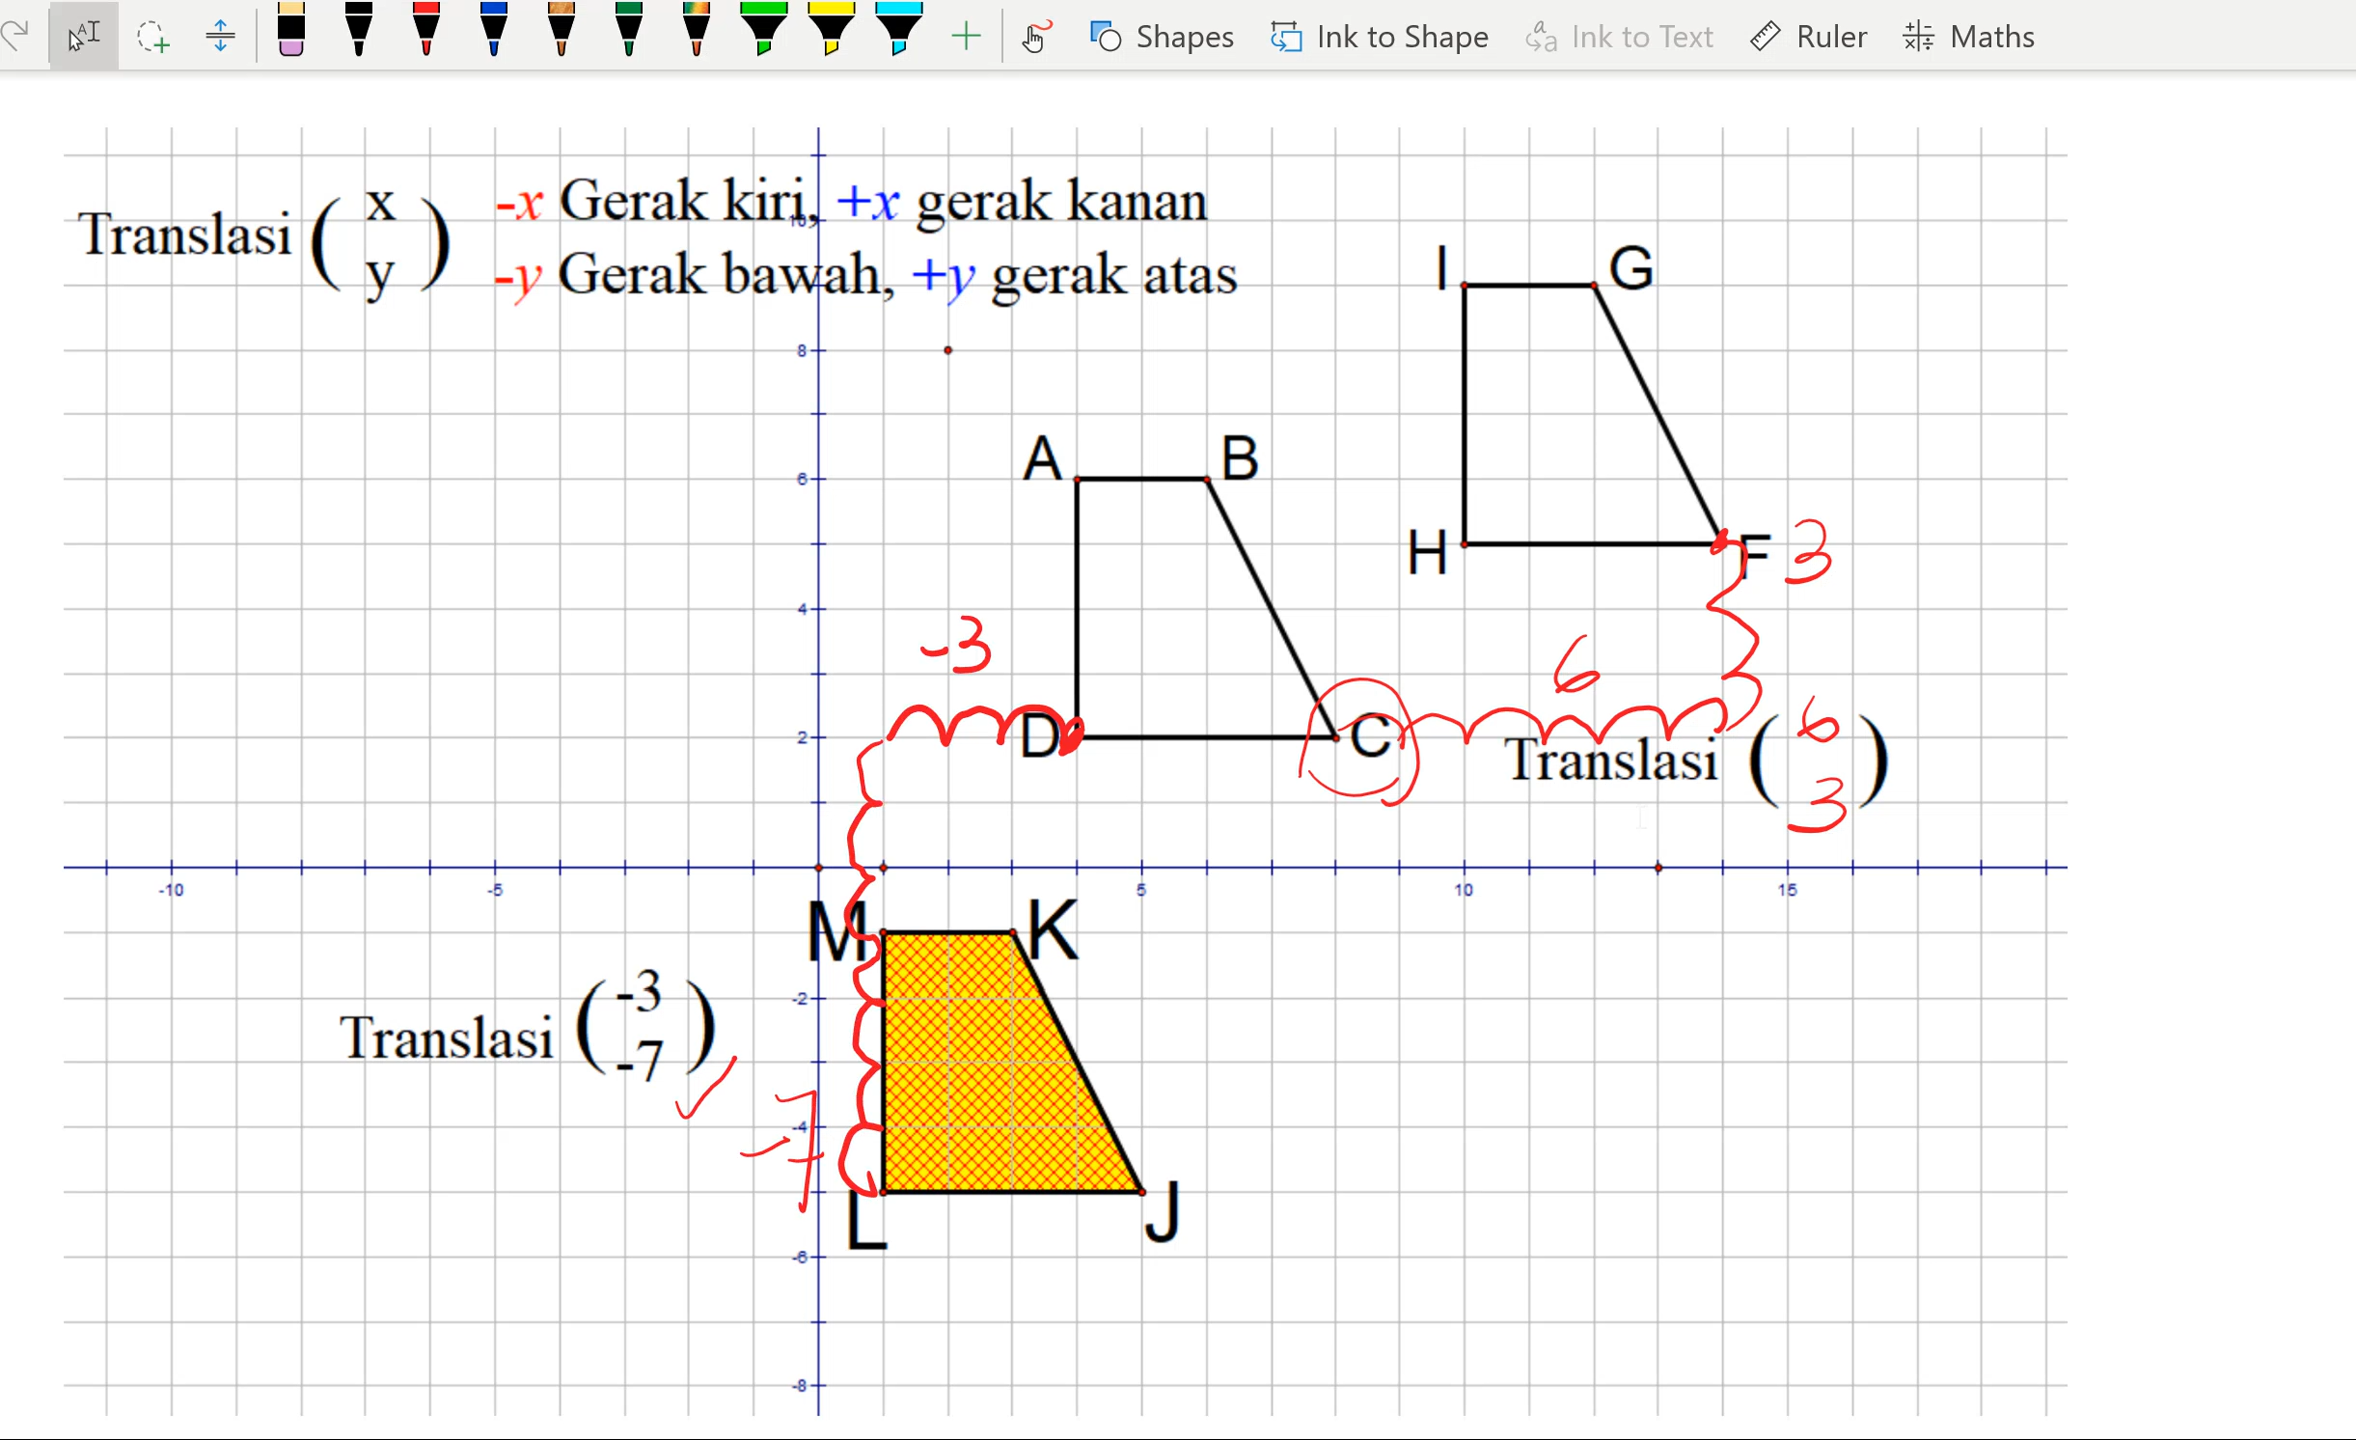 Shapes Ink to Shape Ink to Text Ruler Maths
Translasi ( x y ) -x Gerak kiri, +x gerak kanan
-y Gerak bawah, +y gerak atas
10
I G
8
A B
6
H F 3
4
-3
6
D C
2
Translasi ( 6 3 )
-10 -5 5 10 15
M K
-2
Translasi ( -3 -7 )
-7
-4
L J
-6
-8